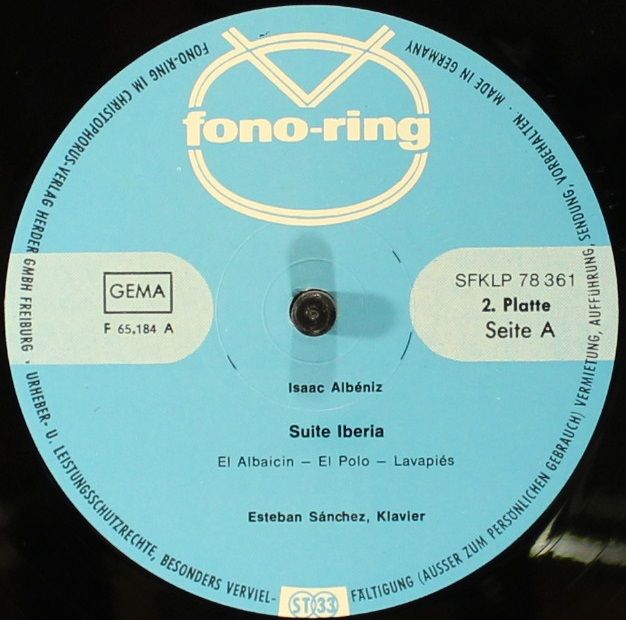 fono-ring
FONO-RING IM CHRISTOPHORUS-VERLAG HERDER GMBH FREIBURG · URHEBER- U. LEISTUNGSSCHUTZRECHTE, BESONDERS VERVIEL-
FÄLTIGUNG (AUSSER ZUM PERSÖNLICHEN GEBRAUCH) VERMIETUNG, AUFFÜHRUNG, SENDUNG, VORBEHALTEN · MADE IN GERMANY
GEMA
F 65.184 A
SFKLP 78 361
2. Platte
Seite A
Isaac Albéniz
Suite Iberia
El Albaicin – El Polo – Lavapiés
Esteban Sánchez, Klavier
ST 33